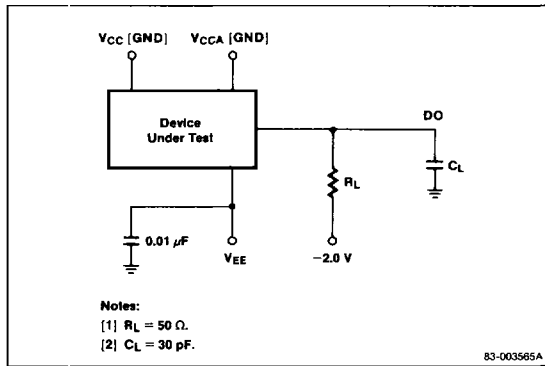 VCC [GND] VCCA [GND]
Device
Under Test
DO
CL
RL
0.01 μF
VEE
−2.0 V
Notes:
[1] RL = 50 Ω.
[2] CL = 30 pF.
83-003565A